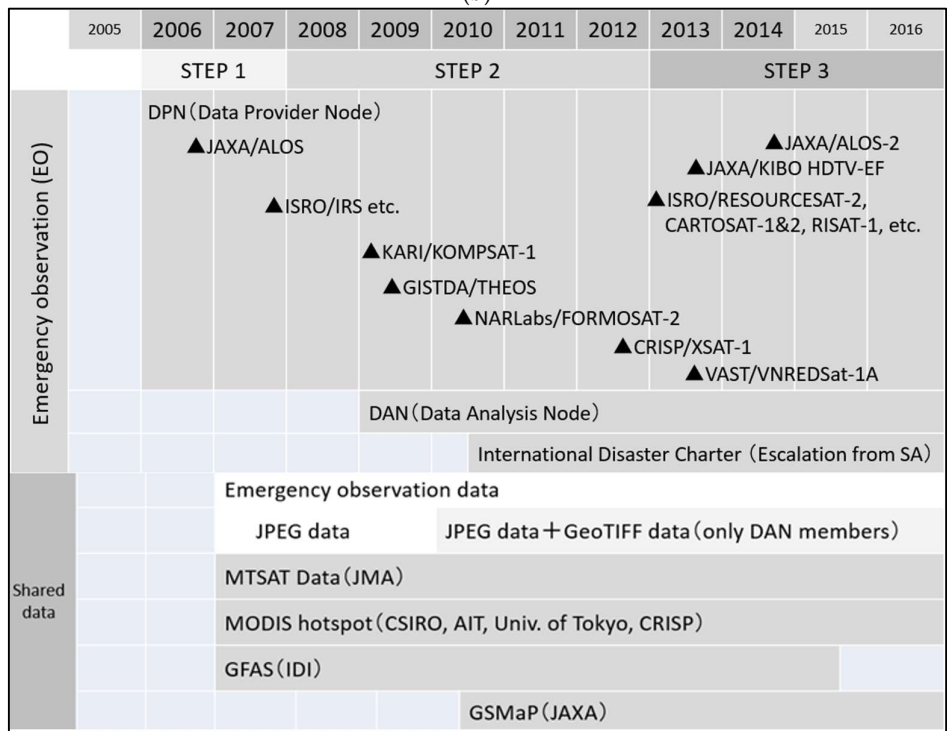 2005 2006 2007 2008 2009 2010 2011 2012 2013 2014 2015 2016
STEP 1 STEP 2 STEP 3
Emergency observation (EO)
DPN(Data Provider Node)
▲JAXA/ALOS
▲JAXA/ALOS-2
▲JAXA/KIBO HDTV-EF
▲ISRO/IRS etc.
▲ISRO/RESOURCESAT-2,
CARTOSAT-1&2, RISAT-1, etc.
▲KARI/KOMPSAT-1
▲GISTDA/THEOS
▲NARLabs/FORMOSAT-2
▲CRISP/XSAT-1
▲VAST/VNREDSat-1A
DAN(Data Analysis Node)
International Disaster Charter (Escalation from SA)
Shared
data
Emergency observation data
JPEG data JPEG data+GeoTIFF data(only DAN members)
MTSAT Data(JMA)
MODIS hotspot(CSIRO, AIT, Univ. of Tokyo, CRISP)
GFAS(IDI)
GSMaP(JAXA)